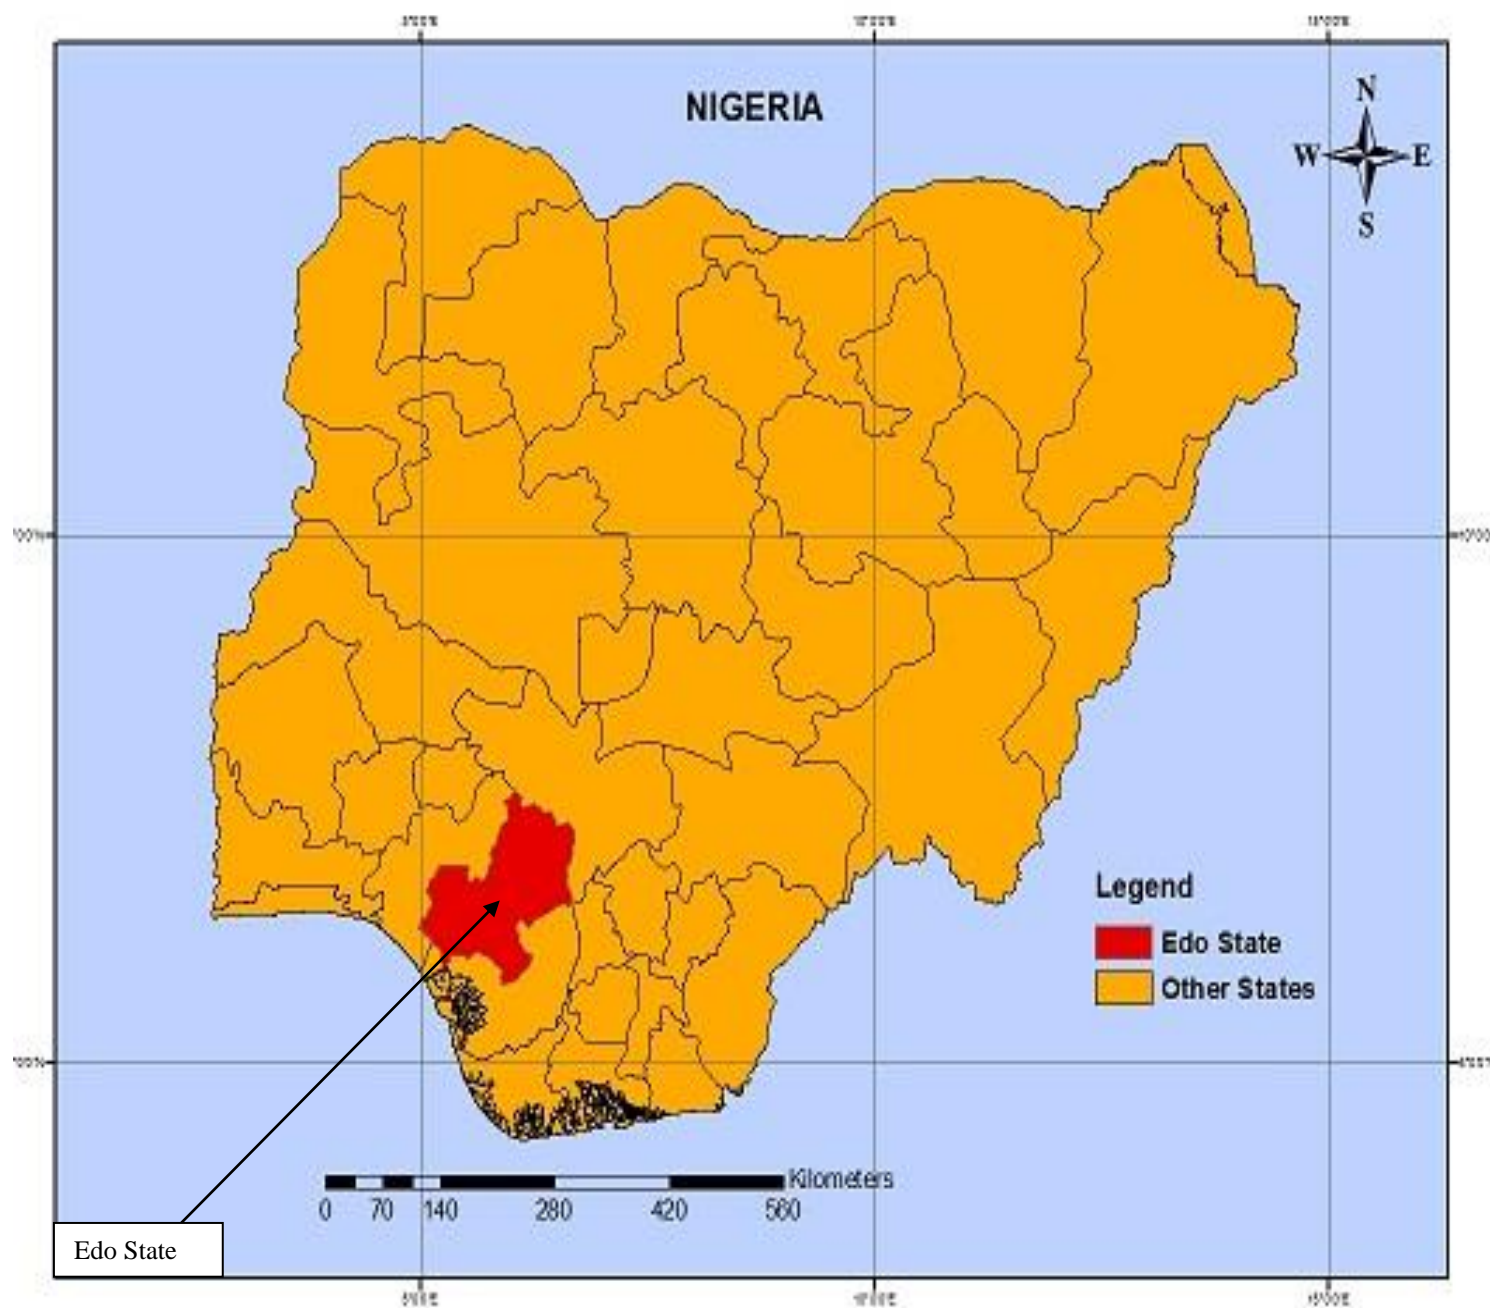 NIGERIA
N
W E
S
Legend
Edo State
Other States
Kilometers
0 70 140 280 420 560
Edo State